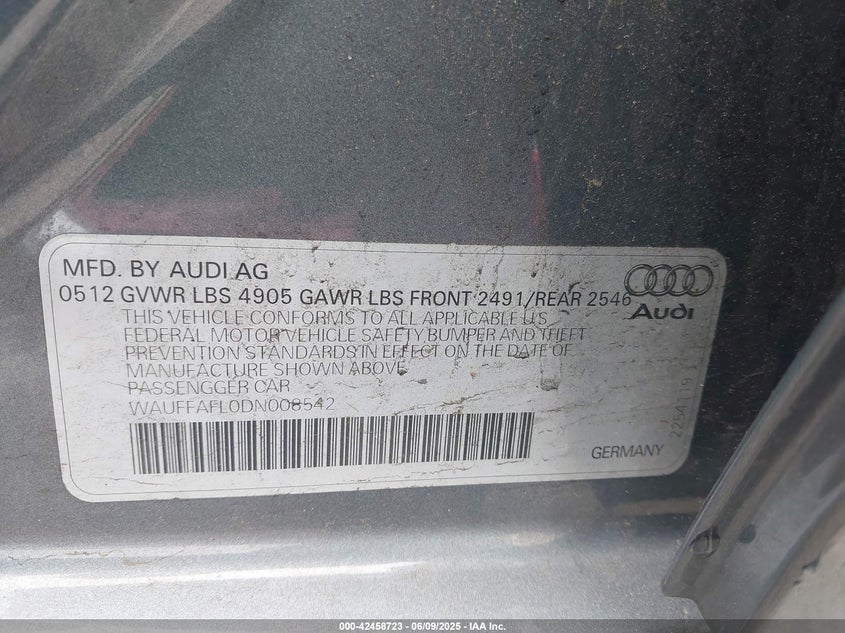 MFD. BY AUDI AG
0512 GVWR LBS 4905 GAWR LBS FRONT 2491/REAR 2546
THIS VEHICLE CONFORMS TO ALL APPLICABLE U.S
FEDERAL MOTOR VEHICLE SAFETY BUMPER AND THEFT
PREVENTION STANDARDS IN EFFECT ON THE DATE OF
MANUFACTURE SHOWN ABOVE
PASSENGGER CAR
WAUFFAFL0DN008542
Audi
2254119
GERMANY
000-42458723 | 06/09/2025 - IAA Inc.